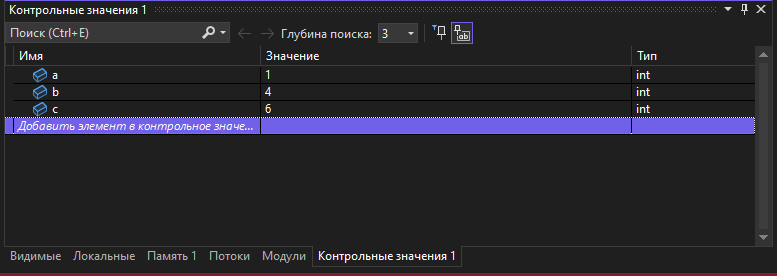 Контрольные значения 1
Поиск (Ctrl+E) Глубина поиска: 3
Имя Значение Тип
a 1 int
b 4 int
c 6 int
Добавить элемент в контрольное значе...
Видимые Локальные Память 1 Потоки Модули Контрольные значения 1